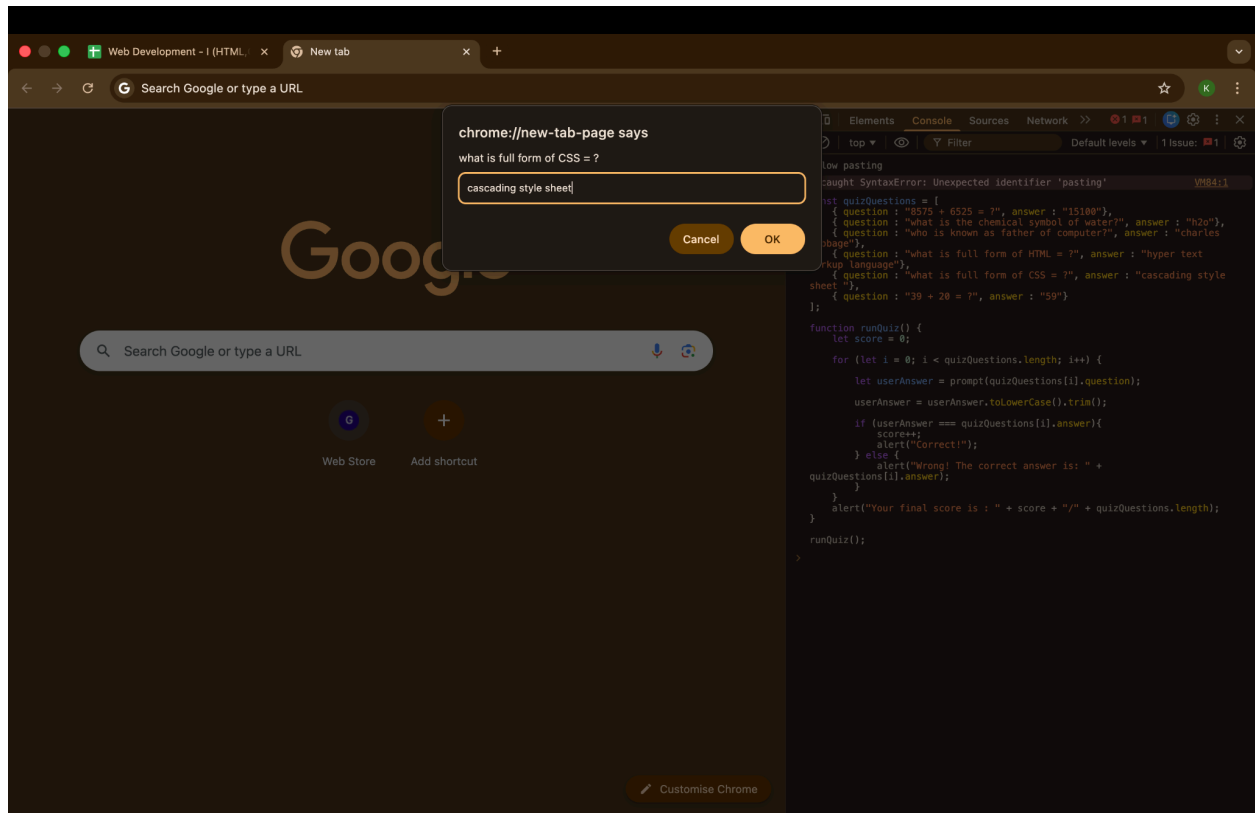 Web Development - I (HTML,
New tab
Search Google or type a URL
K
chrome://new-tab-page says
what is full form of CSS = ?
cascading style sheet
Cancel
OK
Google
Search Google or type a URL
G
Web Store
Add shortcut
Customise Chrome
Elements Console Sources Network 1 1
top Filter Default levels 1 Issue: 1
low pasting
caught SyntaxError: Unexpected identifier 'pasting' VM84:1
nst quizQuestions = [
{ question : "8575 + 6525 = ?", answer : "15100"},
{ question : "what is the chemical symbol of water?", answer : "h2o"},
{ question : "who is known as father of computer?", answer : "charles
bbage"},
{ question : "what is full form of HTML = ?", answer : "hyper text
rkup language"},
{ question : "what is full form of CSS = ?", answer : "cascading style
sheet "},
{ question : "39 + 20 = ?", answer : "59"}
];
function runQuiz() {
let score = 0;
for (let i = 0; i < quizQuestions.length; i++) {
let userAnswer = prompt(quizQuestions[i].question);
userAnswer = userAnswer.toLowerCase().trim();
if (userAnswer === quizQuestions[i].answer){
score++;
alert("Correct!");
} else {
alert("Wrong! The correct answer is: " +
quizQuestions[i].answer);
}
}
alert("Your final score is : " + score + "/" + quizQuestions.length);
}
runQuiz();